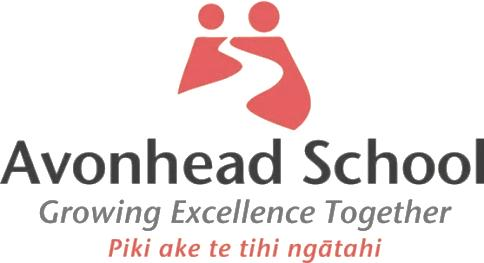 Avonhead School
Growing Excellence Together
Piki ake te tihi ngātahi